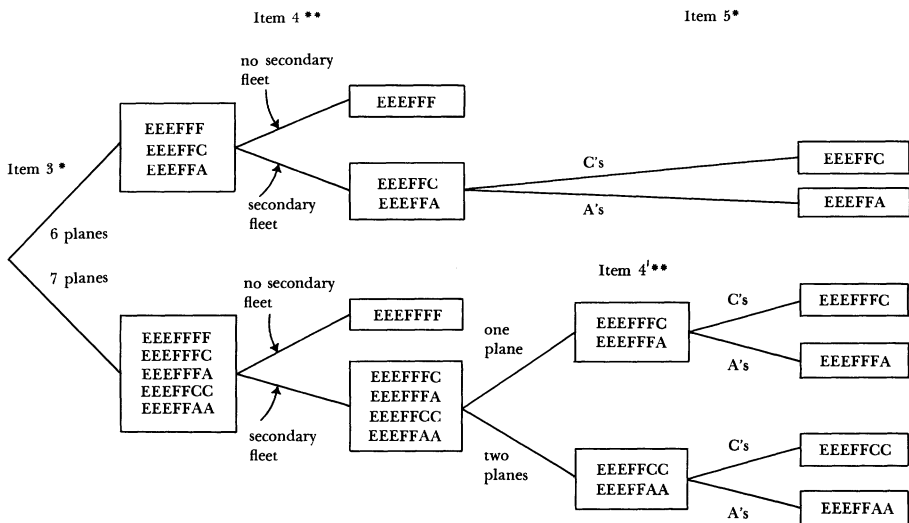 Item 4 **
Item 5*
no secondary
fleet
EEEFFF
EEEFFF
EEEFFC
EEEFFA
Item 3 *
secondary
fleet
EEEFFC
EEEFFA
C's
A's
EEEFFC
EEEFFA
6 planes
7 planes
no secondary
fleet
EEEFFFF
EEEFFFF
EEEFFFC
EEEFFFA
EEEFFCC
EEEFFAA
secondary
fleet
EEEFFFC
EEEFFFA
EEEFFCC
EEEFFAA
one
plane
two
planes
Item 4'**
EEEFFFC
EEEFFFA
C's
A's
EEEFFFC
EEEFFFA
EEEFFCC
EEEFFAA
C's
A's
EEEFFCC
EEEFFAA